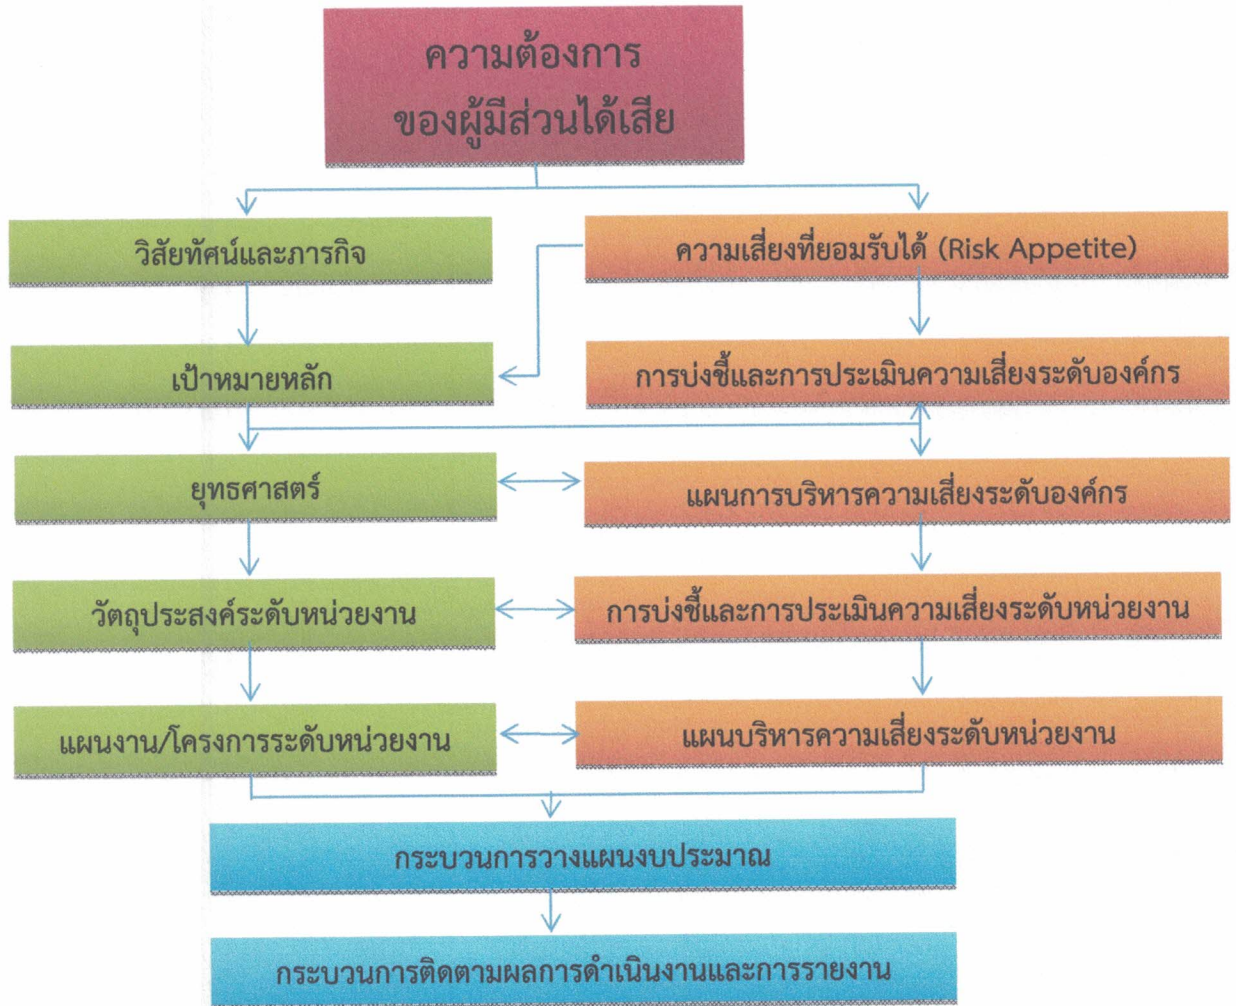 ความต้องการ
ของผู้มีส่วนได้เสีย
วิสัยทัศน์และภารกิจ
ความเสี่ยงที่ยอมรับได้ (Risk Appetite)
เป้าหมายหลัก
การบ่งชี้และการประเมินความเสี่ยงระดับองค์กร
ยุทธศาสตร์
แผนการบริหารความเสี่ยงระดับองค์กร
วัตถุประสงค์ระดับหน่วยงาน
การบ่งชี้และการประเมินความเสี่ยงระดับหน่วยงาน
แผนงาน/โครงการระดับหน่วยงาน
แผนบริหารความเสี่ยงระดับหน่วยงาน
กระบวนการวางแผนงบประมาณ
กระบวนการติดตามผลการดำเนินงานและการรายงาน